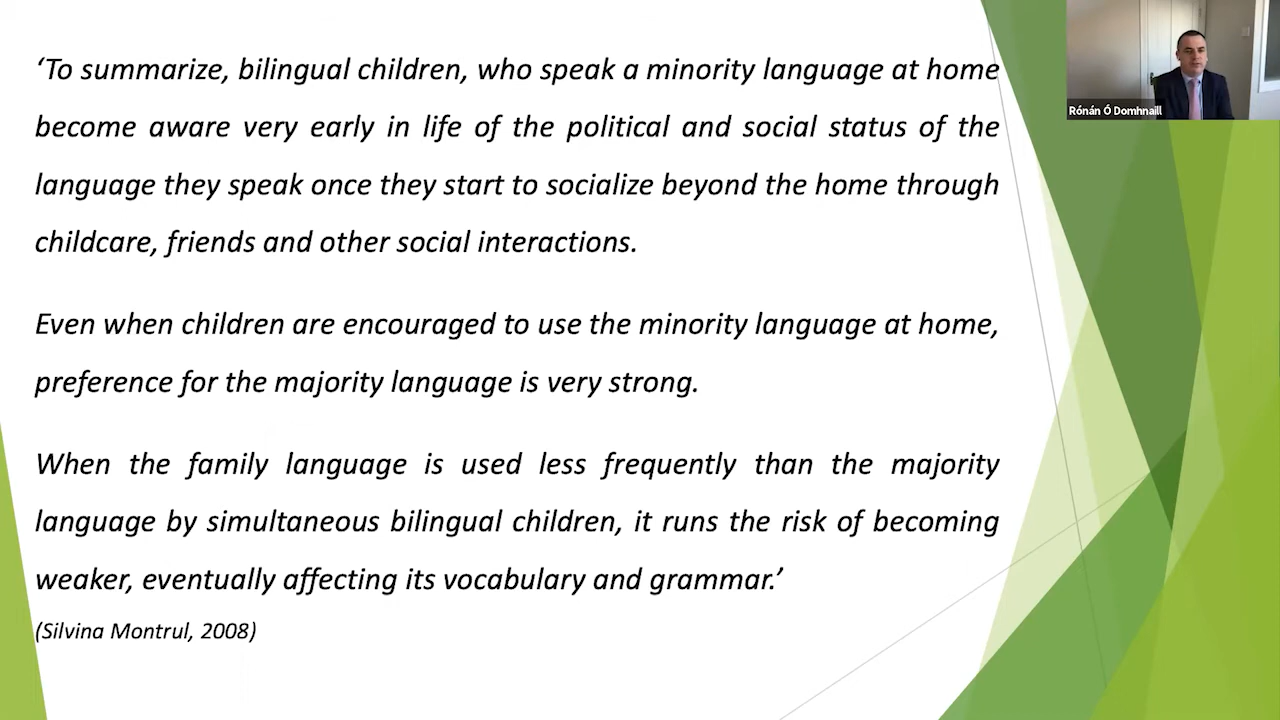 ‘To summarize, bilingual children, who speak a minority language at home
become aware very early in life of the political and social status of the
language they speak once they start to socialize beyond the home through
childcare, friends and other social interactions.
Even when children are encouraged to use the minority language at home,
preference for the majority language is very strong.
When the family language is used less frequently than the majority
language by simultaneous bilingual children, it runs the risk of becoming
weaker, eventually affecting its vocabulary and grammar.’
(Silvina Montrul, 2008)
Rónán Ó Domhnaill